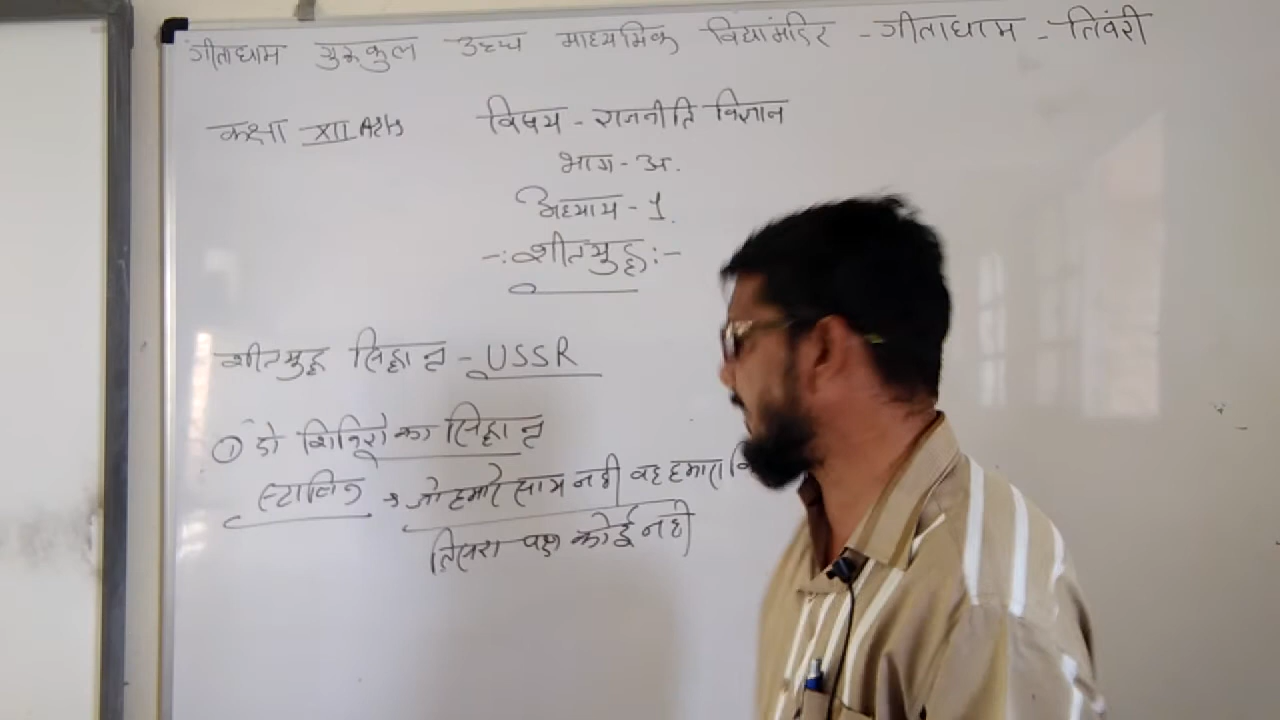 गीताधाम गुरुकुल उच्च माध्यमिक विद्यामंदिर - गीताधाम - तिवंरी
कक्षा XII Arts विषय - राजनीति विज्ञान
भाग - अ.
अध्याय - 1.
-: शीतयुद्ध :-
शीतयुद्ध सिद्धान्त - USSR
① दो शिविरो का सिद्धान्त
स्टालिन → जो हमारे साथ नही वह हमारा
तिसरा पक्ष कोई नही